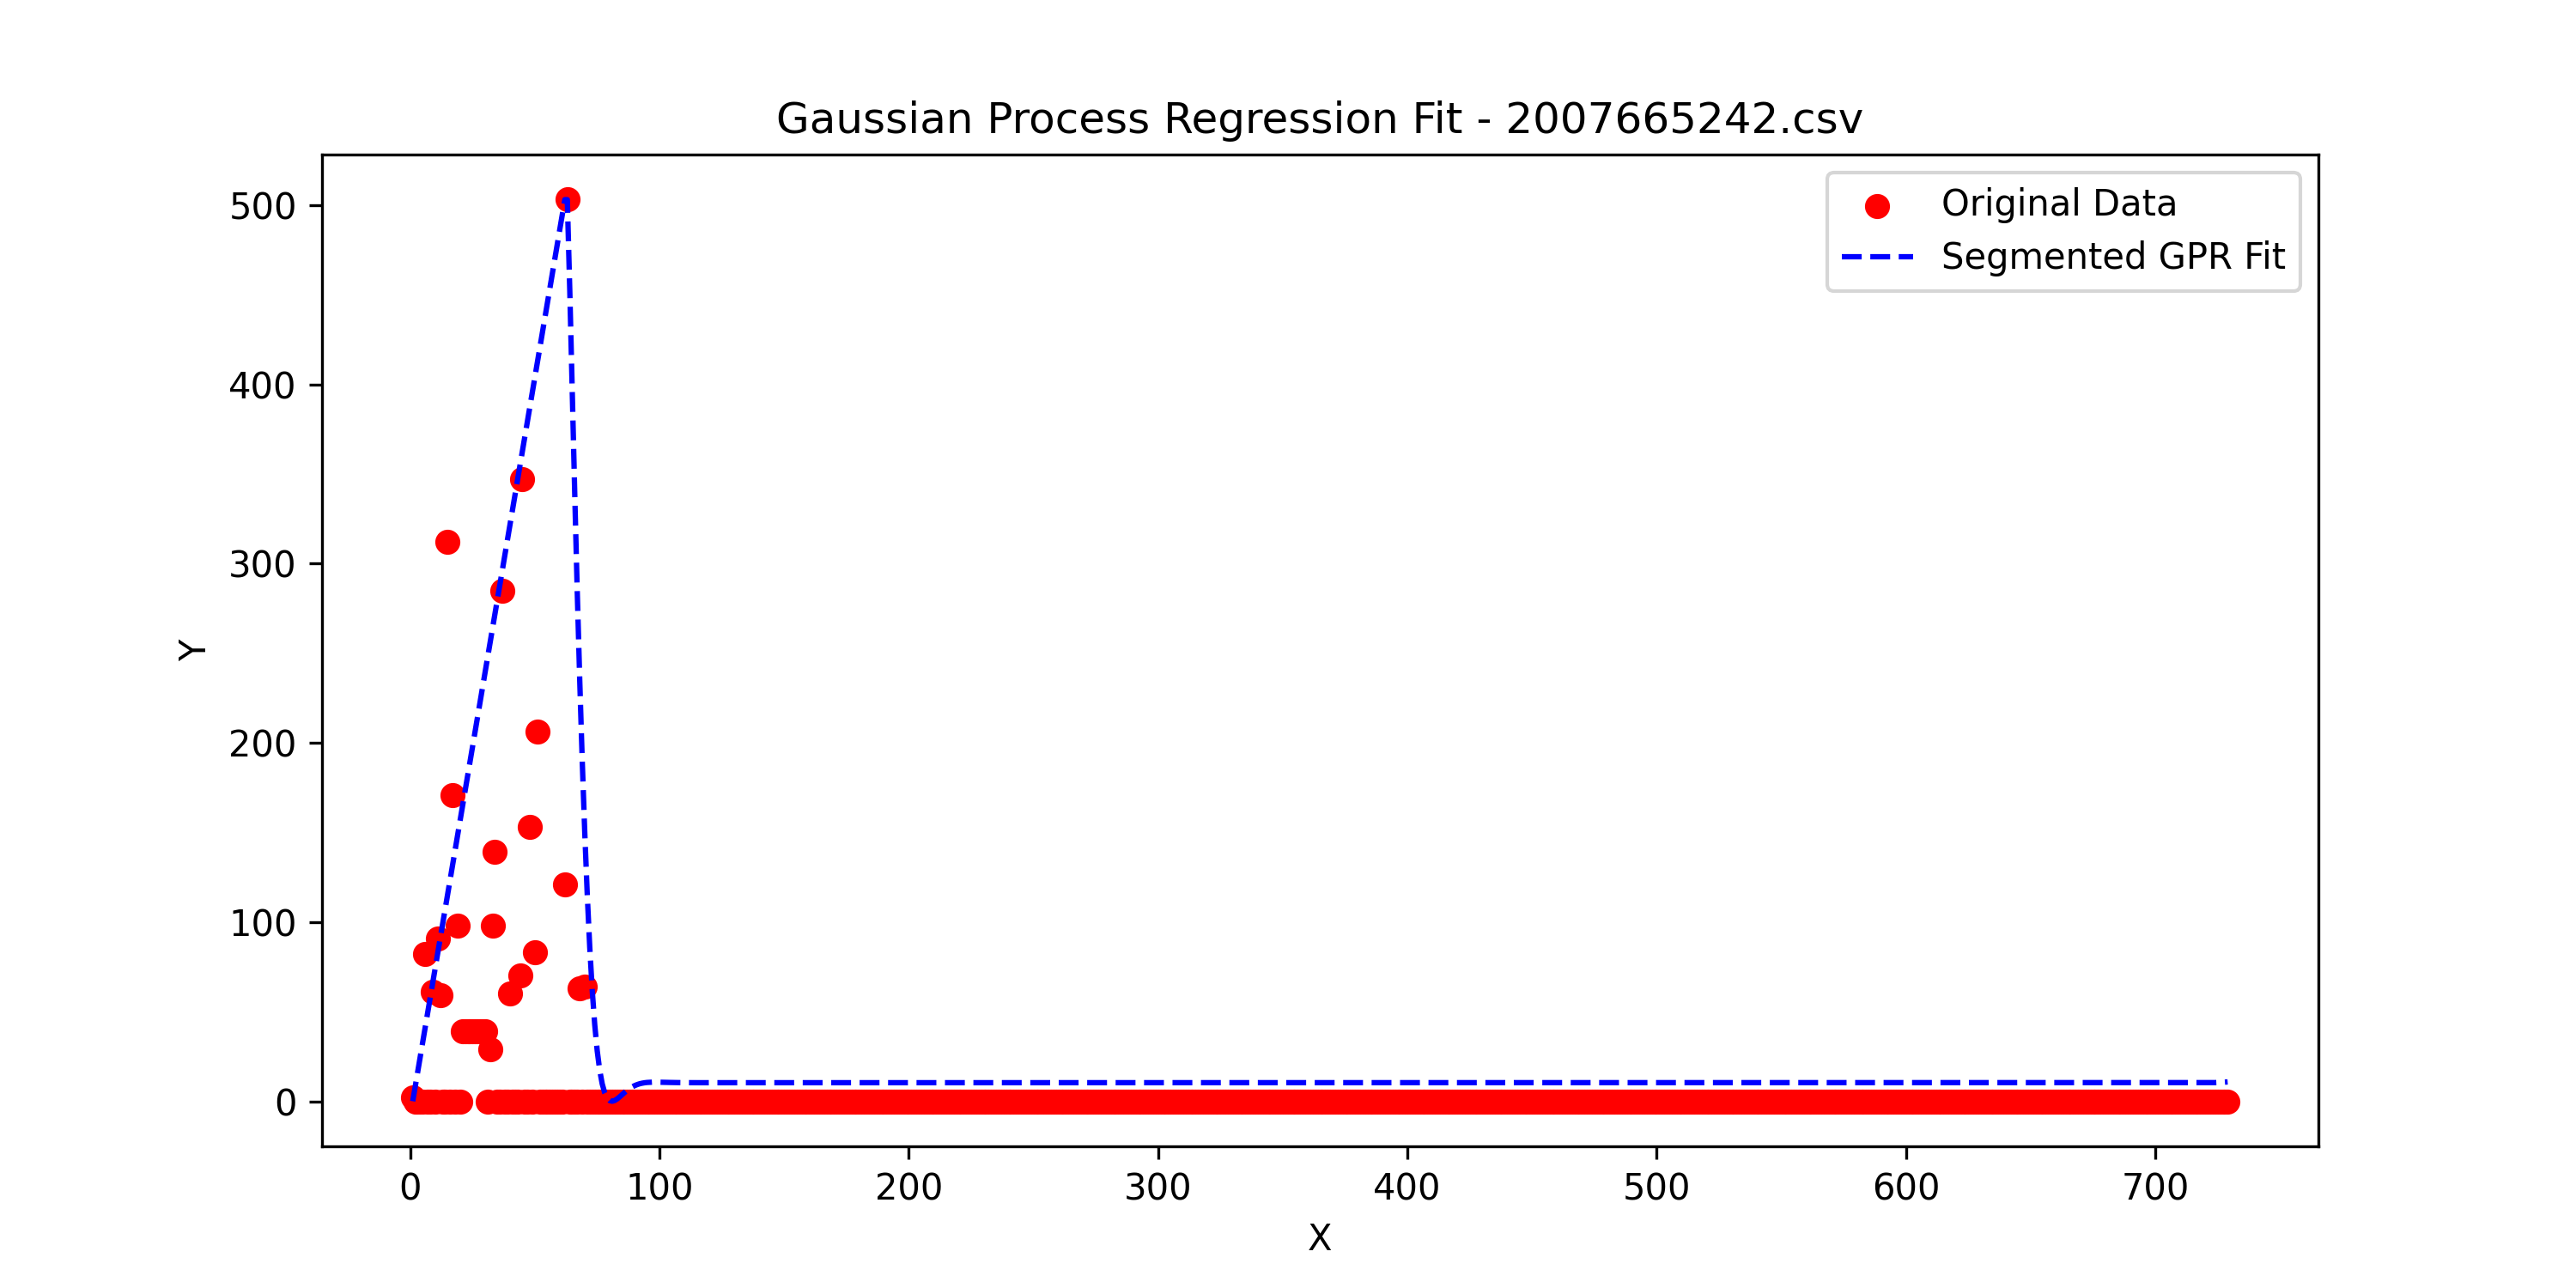 Gaussian Process Regression Fit - 2007665242.csv
Original Data
Segmented GPR Fit
500
400
300
200
100
0
Y
0 100 200 300 400 500 600 700
X